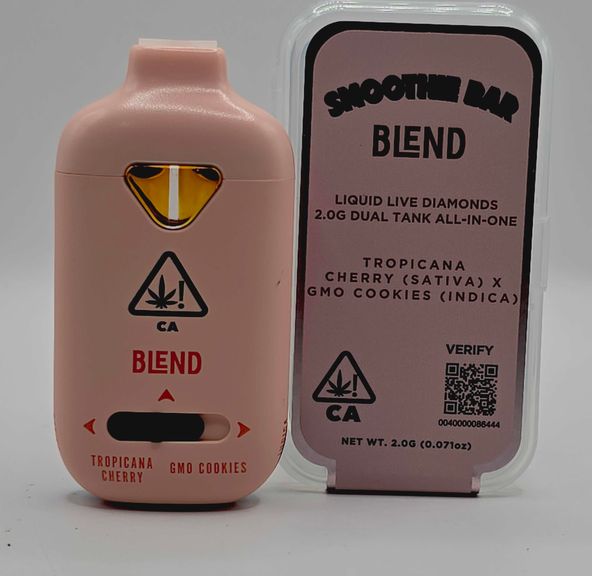 CA
BLEND
TROPICANA
CHERRY
GMO COOKIES
SMOOTHIE BAR
BLEND
LIQUID LIVE DIAMONDS
2.0G DUAL TANK ALL-IN-ONE
TROPICANA
CHERRY (SATIVA) X
GMO COOKIES (INDICA)
VERIFY
0040000086444
CA
NET WT. 2.0G (0.071oz)